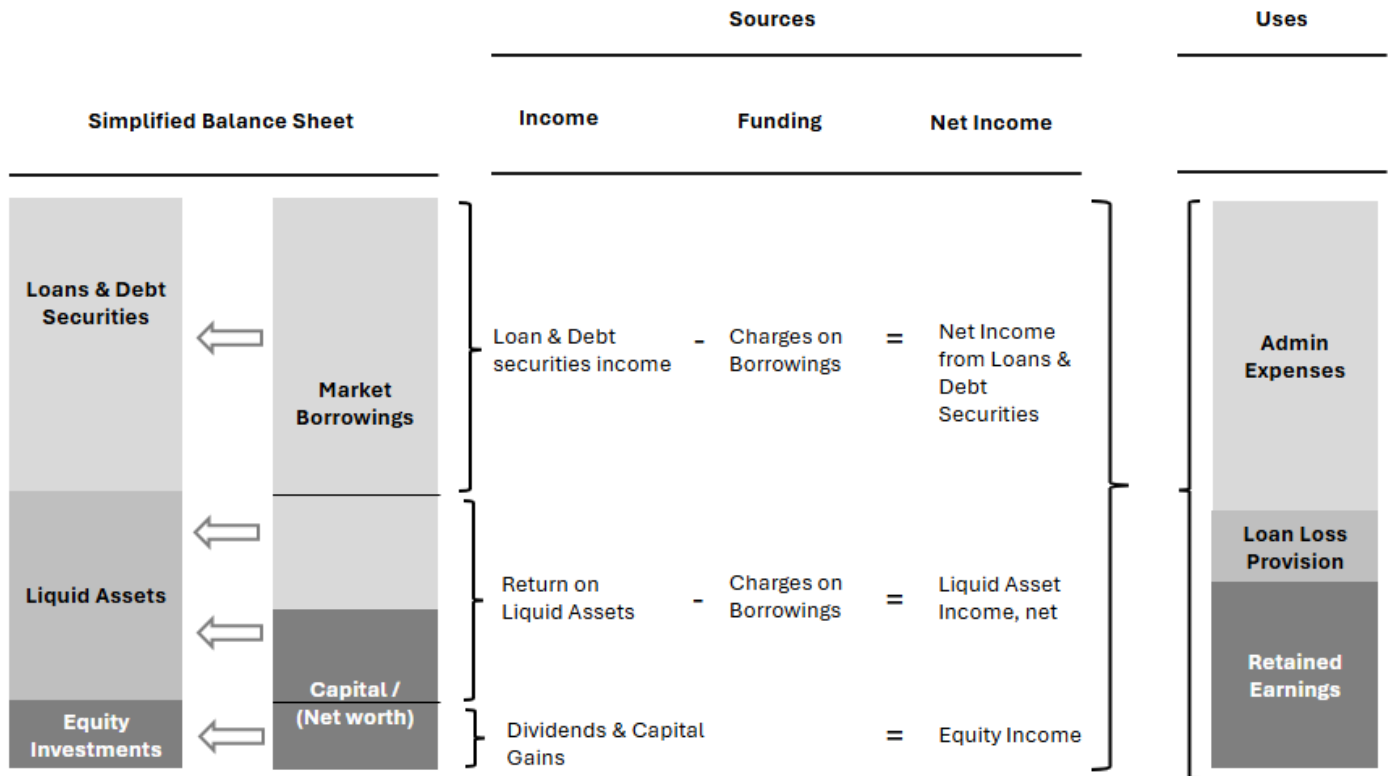 Sources
Uses
Simplified Balance Sheet
Income
Funding
Net Income
Loans & Debt
Securities
Market
Borrowings
Loan & Debt
securities income
-
Charges on
Borrowings
=
Net Income
from Loans &
Debt
Securities
Admin
Expenses
Liquid Assets
Return on
Liquid Assets
-
Charges on
Borrowings
=
Liquid Asset
Income, net
Loan Loss
Provision
Capital /
(Net worth)
Retained
Earnings
Equity
Investments
Dividends & Capital
Gains
=
Equity Income